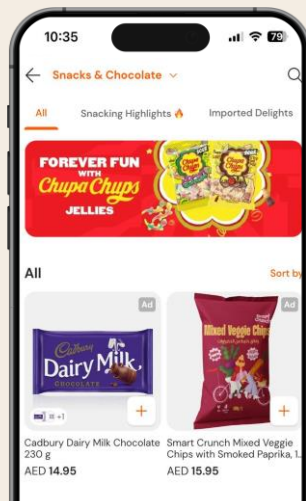 10:35
79
Snacks & Chocolate
All
Snacking Highlights
Imported Delights
FOREVER FUN
WITH
Chupa Chups
JELLIES
All
Sort by
Ad
Ad
Cadbury
Dairy Milk
CHOCOLATE
+1
+
Mixed Veggie Chips
+
Cadbury Dairy Milk Chocolate
230 g
AED 14.95
Smart Crunch Mixed Veggie
Chips with Smoked Paprika, 1..
AED 15.95